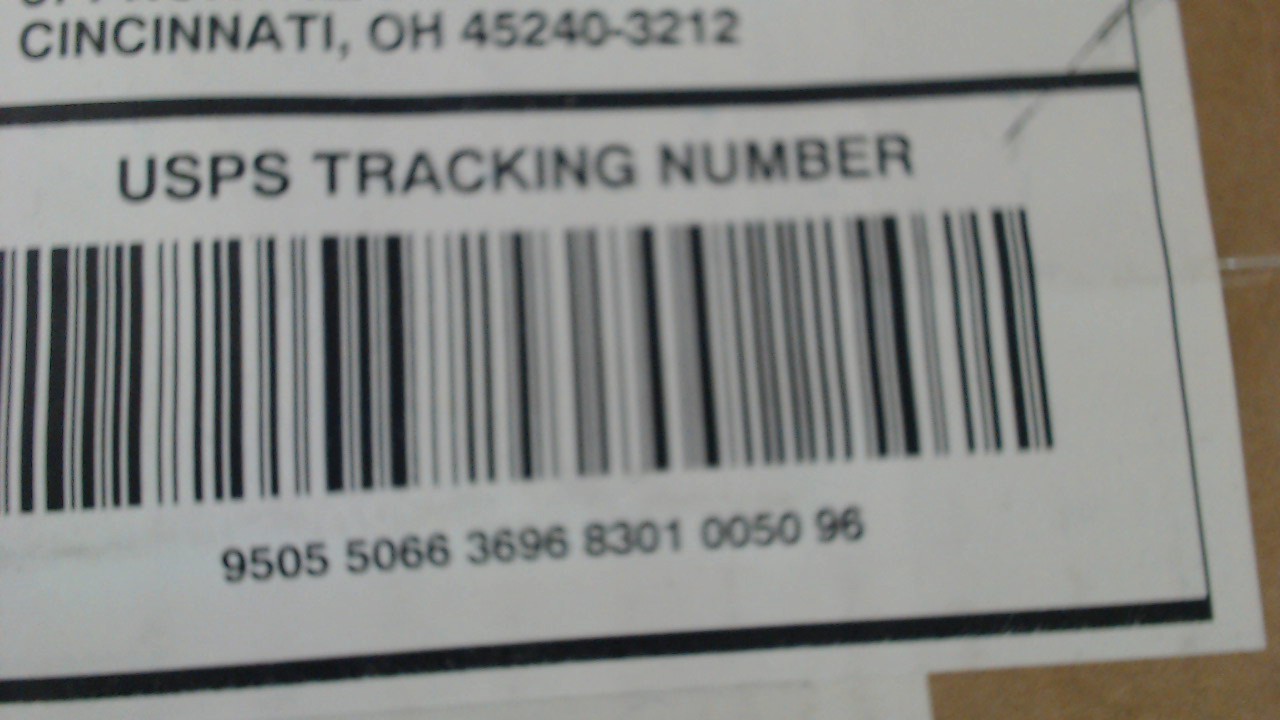 CINCINNATI, OH 45240-3212
USPS TRACKING NUMBER
9505 5066 3696 8301 0050 96